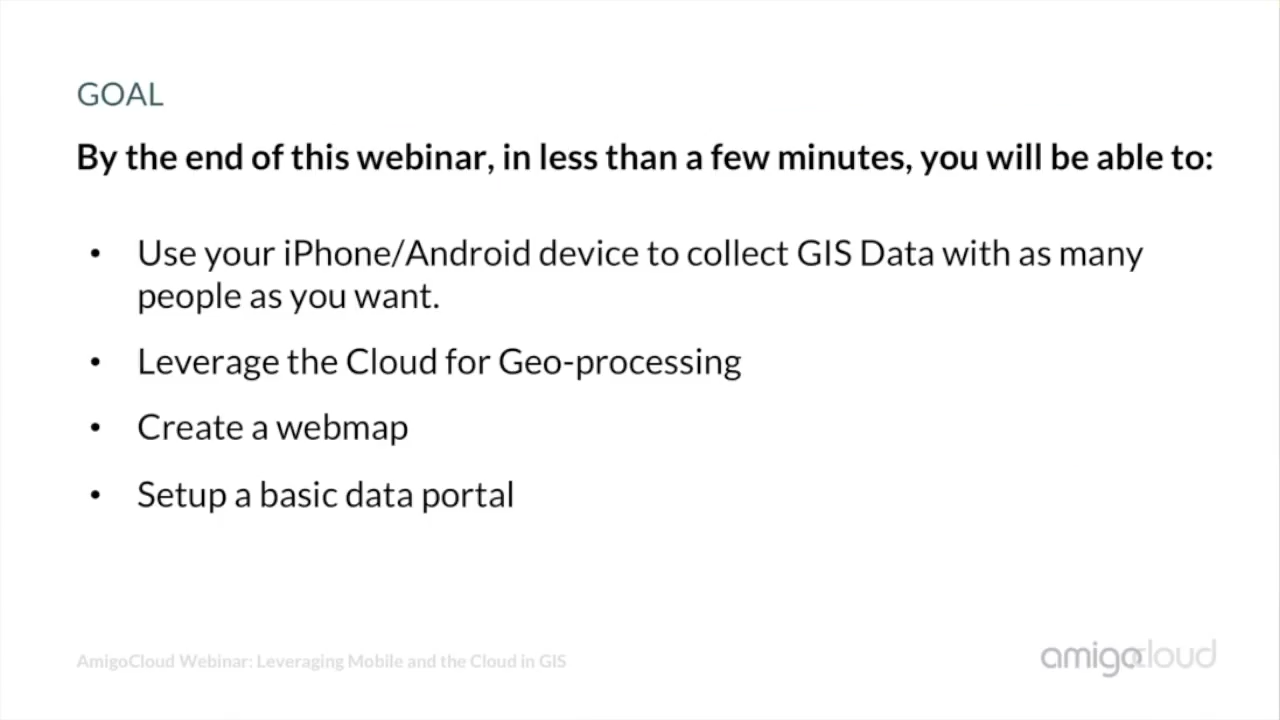 GOAL
By the end of this webinar, in less than a few minutes, you will be able to:
• Use your iPhone/Android device to collect GIS Data with as many
people as you want.
• Leverage the Cloud for Geo-processing
• Create a webmap
• Setup a basic data portal
AmigoCloud Webinar: Leveraging Mobile and the Cloud in GIS
amigocloud